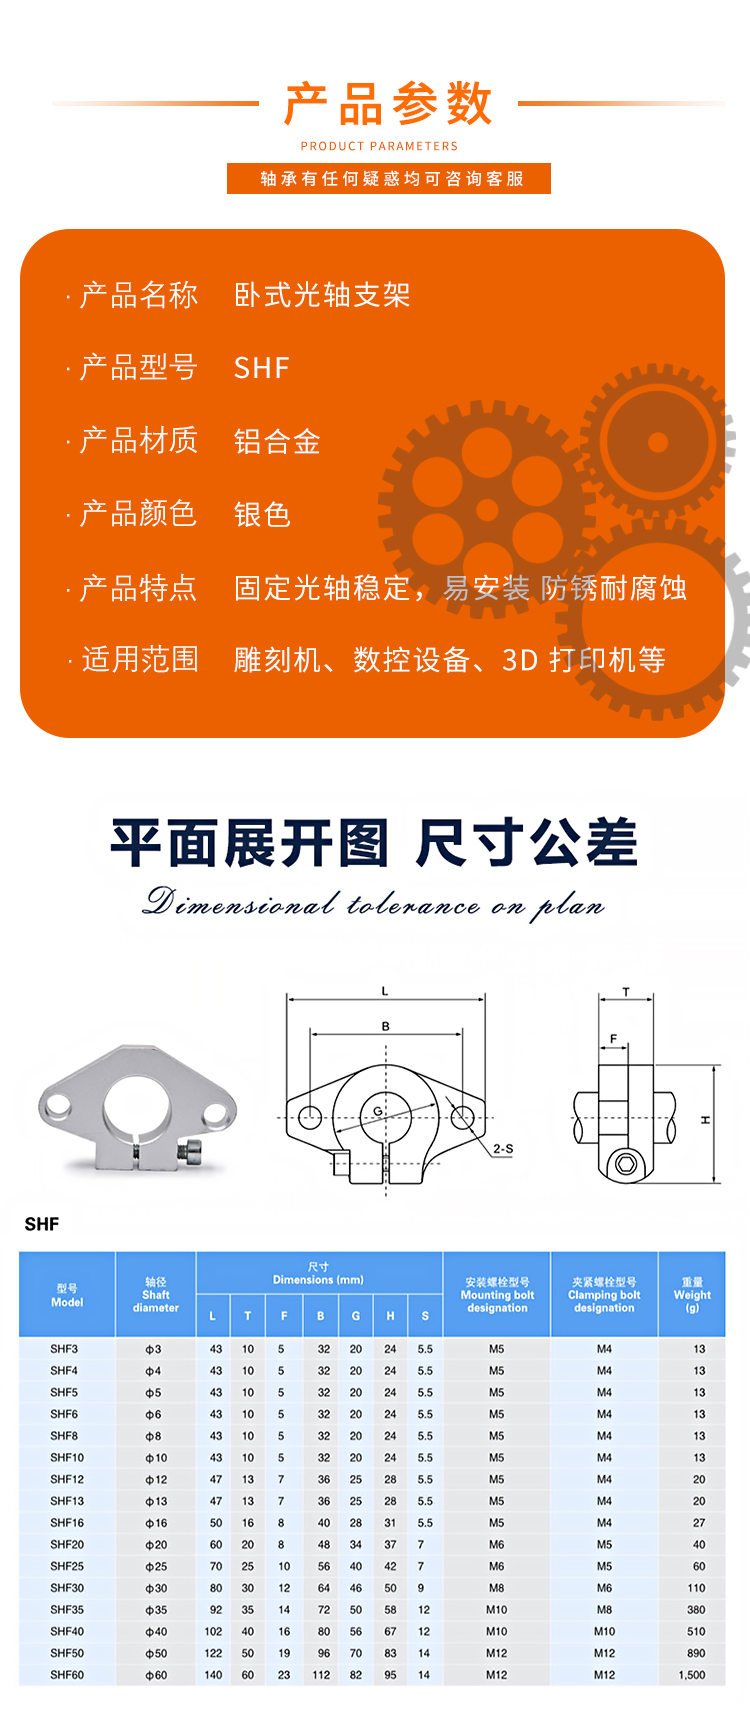 产品参数
PRODUCT PARAMETERS
轴承有任何疑惑均可咨询客服
· 产品名称 卧式光轴支架
· 产品型号 SHF
· 产品材质 铝合金
· 产品颜色 银色
· 产品特点 固定光轴稳定，易安装 防锈耐腐蚀
· 适用范围 雕刻机、数控设备、3D 打印机等
平面展开图 尺寸公差
Dimensional tolerance on plan
L
B
G
2-S
T
F
H
SHF
型号 Model
轴径 Shaft diameter
尺寸 Dimensions (mm)
安装螺栓型号 Mounting bolt designation
夹紧螺栓型号 Clamping bolt designation
重量 Weight (g)
L T F B G H S
SHF3 φ3 43 10 5 32 20 24 5.5 M5 M4 13
SHF4 φ4 43 10 5 32 20 24 5.5 M5 M4 13
SHF5 φ5 43 10 5 32 20 24 5.5 M5 M4 13
SHF6 φ6 43 10 5 32 20 24 5.5 M5 M4 13
SHF8 φ8 43 10 5 32 20 24 5.5 M5 M4 13
SHF10 φ10 43 10 5 32 20 24 5.5 M5 M4 13
SHF12 φ12 47 13 7 36 25 28 5.5 M5 M4 20
SHF13 φ13 47 13 7 36 25 28 5.5 M5 M4 20
SHF16 φ16 50 16 8 40 28 31 5.5 M5 M4 27
SHF20 φ20 60 20 8 48 34 37 7 M6 M5 40
SHF25 φ25 70 25 10 56 40 42 7 M6 M5 60
SHF30 φ30 80 30 12 64 46 50 9 M8 M6 110
SHF35 φ35 92 35 14 72 50 58 12 M10 M8 380
SHF40 φ40 102 40 16 80 56 67 12 M10 M10 510
SHF50 φ50 122 50 19 96 70 83 14 M12 M12 890
SHF60 φ60 140 60 23 112 82 95 14 M12 M12 1,500